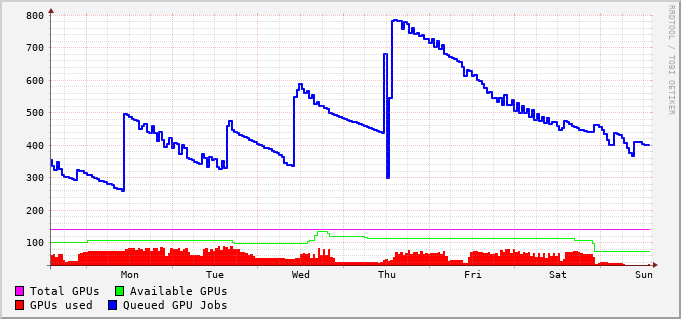 800
700
600
500
400
300
200
100
Mon Tue Wed Thu Fri Sat Sun
Total GPUs Available GPUs
GPUs used Queued GPU Jobs
RRDTOOL / TOBI OETIKER